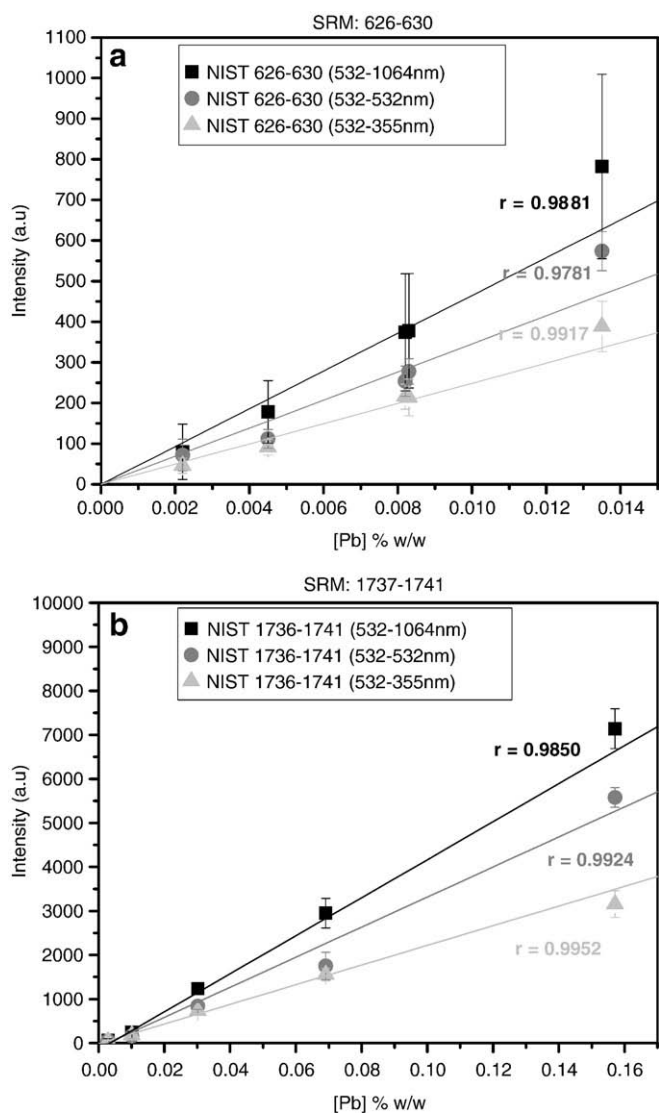 SRM: 626-630
a
NIST 626-630 (532-1064nm)
NIST 626-630 (532-532nm)
NIST 626-630 (532-355nm)
1100
1000
900
800
700
600
500
400
300
200
100
0
Intensity (a.u)
r = 0.9881
r = 0.9781
r = 0.9917
0.000 0.002 0.004 0.006 0.008 0.010 0.012 0.014
[Pb] % w/w
SRM: 1737-1741
b
NIST 1736-1741 (532-1064nm)
NIST 1736-1741 (532-532nm)
NIST 1736-1741 (532-355nm)
10000
9000
8000
7000
6000
5000
4000
3000
2000
1000
0
Intensity (a.u)
r = 0.9850
r = 0.9924
r = 0.9952
0.00 0.02 0.04 0.06 0.08 0.10 0.12 0.14 0.16
[Pb] % w/w